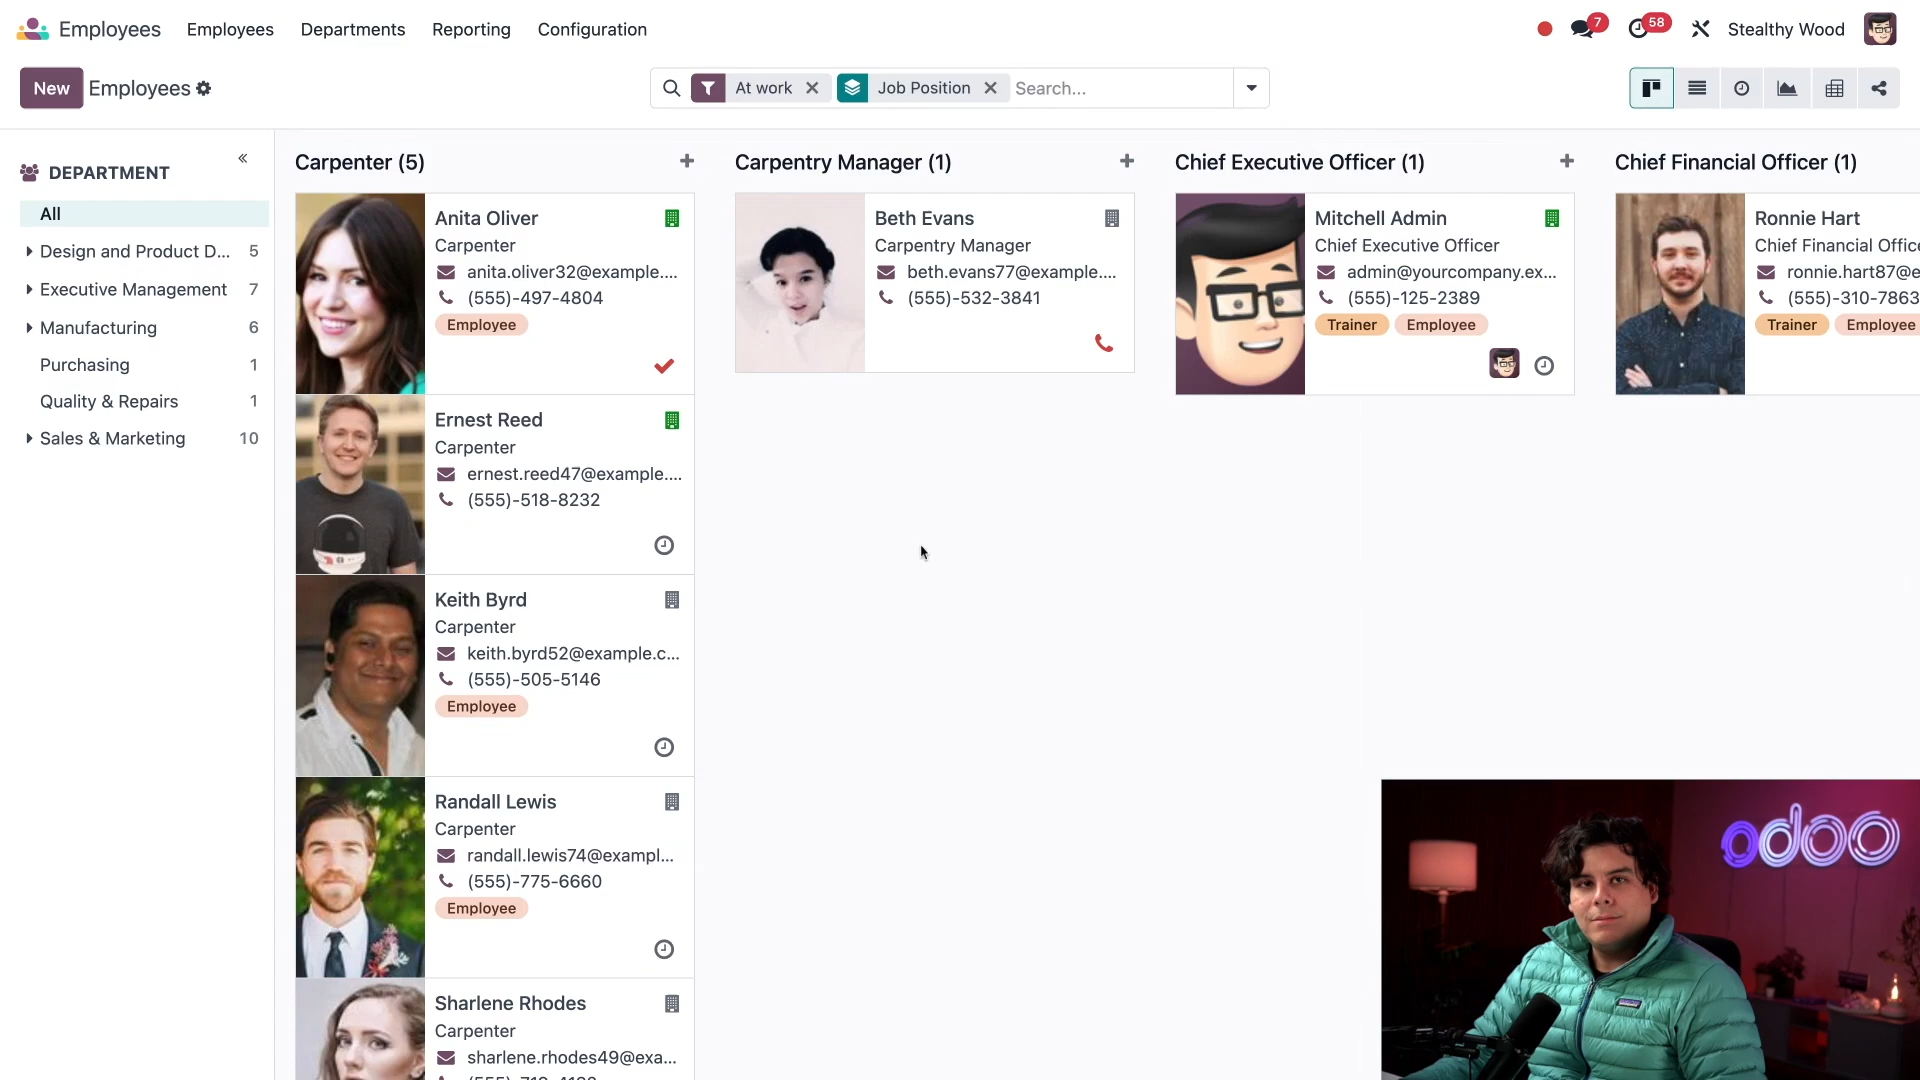 Employees
Employees
Departments
Reporting
Configuration
7
58
Stealthy Wood
New
Employees
At work
Job Position
Search...
DEPARTMENT
All
Design and Product D... 5
Executive Management 7
Manufacturing 6
Purchasing 1
Quality & Repairs 1
Sales & Marketing 10
Carpenter (5)
Anita Oliver
Carpenter
anita.oliver32@example....
(555)-497-4804
Employee
Ernest Reed
Carpenter
ernest.reed47@example....
(555)-518-8232
Keith Byrd
Carpenter
keith.byrd52@example.c...
(555)-505-5146
Employee
Randall Lewis
Carpenter
randall.lewis74@exampl...
(555)-775-6660
Employee
Sharlene Rhodes
Carpenter
sharlene.rhodes49@exa...
Carpentry Manager (1)
Beth Evans
Carpentry Manager
beth.evans77@example....
(555)-532-3841
Chief Executive Officer (1)
Mitchell Admin
Chief Executive Officer
admin@yourcompany.ex...
(555)-125-2389
Trainer Employee
Chief Financial Officer (1)
Ronnie Hart
Chief Financial Office
ronnie.hart87@e
(555)-310-7863
Trainer Employee
odoo